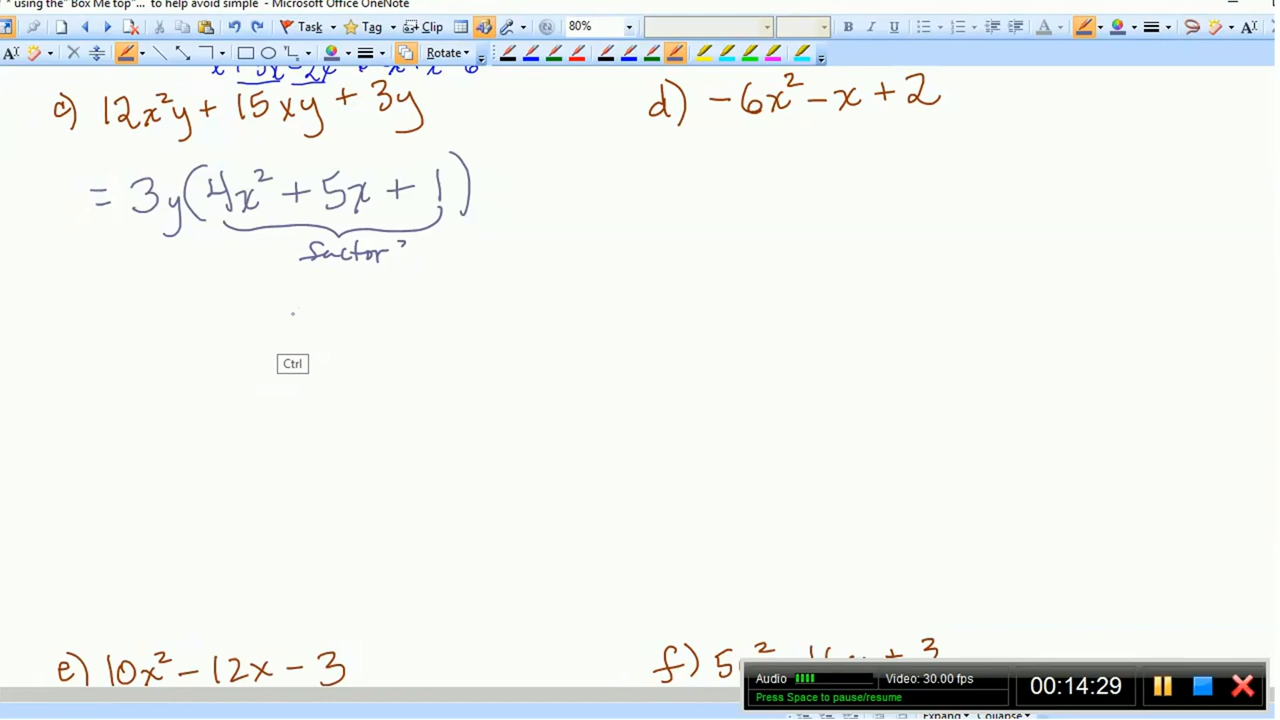 " using the" Box Me top"... to help avoid simple - Microsoft Office OneNote
Task Tag Clip 80% B I U A
A Rotate
c) 12x²y + 15xy + 3y
d) -6x² - x + 2
= 3y(4x² + 5x + 1)
factor?
Ctrl
e) 10x² - 12x - 3
f) 5
Audio
Video: 30.00 fps
Press Space to pause/resume
00:14:29
Expand Collapse